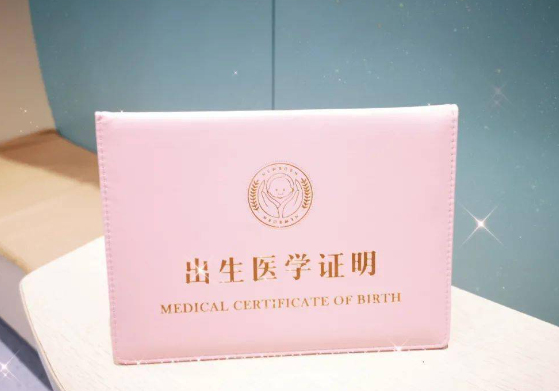 出生医学证明
MEDICAL CERTIFICATE OF BIRTH